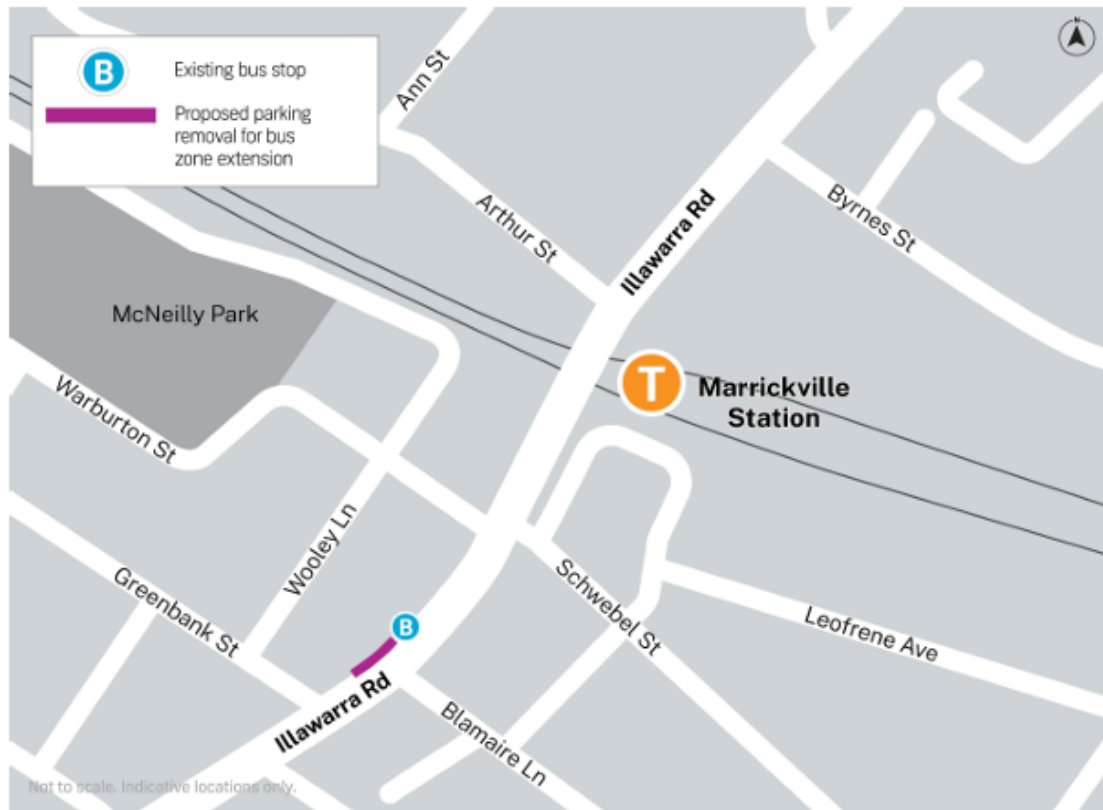 N
B
Existing bus stop
Proposed parking
removal for bus
zone extension
Ann St
Arthur St
Illawarra Rd
Byrnes St
McNeilly Park
T
Marrickville
Station
Warburton St
Wooley Ln
Greenbank St
Schwebel St
Leofrene Ave
B
Illawarra Rd
Blamaire Ln
Not to scale. Indicative locations only.